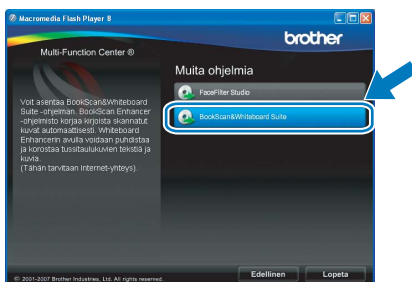 Macromedia Flash Player 8
brother
Multi-Function Center ®
Muita ohjelmia
FaceFilter Studio
BookScan&Whiteboard Suite
Voit asentaa BookScan&Whiteboard
Suite -ohjelman. BookScan Enhancer
-ohjelmisto korjaa kirjoista skannatut
kuvat automaattisesti. Whiteboard
Enhancerin avulla voidaan puhdistaa
ja korostaa tussitaulukuvien tekstiä ja
kuvia.
(Tähän tarvitaan Internet-yhteys).
Edellinen
Lopeta
© 2001-2007 Brother Industries, Ltd. All rights reserved.